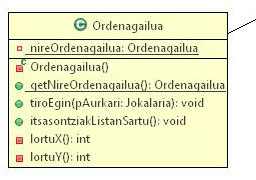 C Ordenagailua
nireOrdenagailua: Ordenagailua
Ordenagailua()
getNireOrdenagailua(): Ordenagailua
tiroEgin(pAurkari: Jokalaria): void
itsasontziakListanSartu(): void
lortuX(): int
lortuY(): int